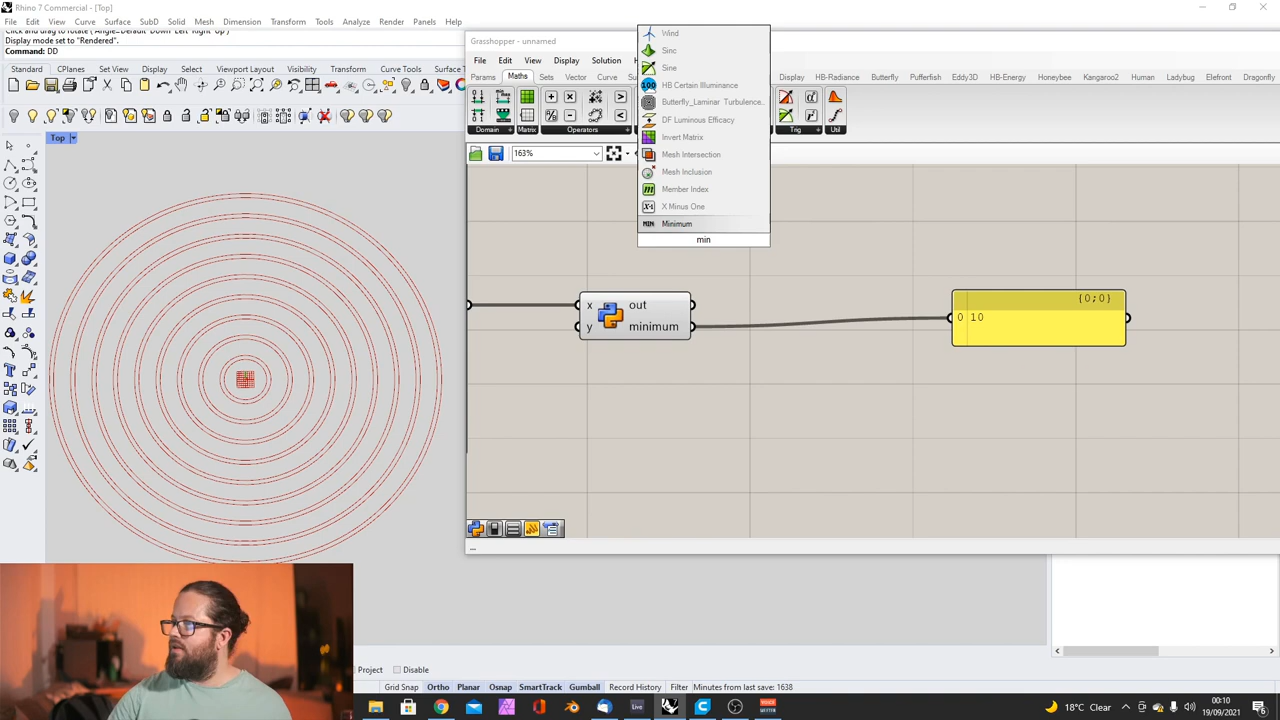 Rhino 7 Commercial - [Top]
File Edit View Curve Surface SubD Solid Mesh Dimension Transform Tools Analyze Render Panels Help
Display mode set to "Rendered".
Command: DD
Standard CPlanes Set View Display Select Viewport Layout Visibility Transform
Top
Grasshopper - unnamed
File Edit View Display Solution
Params Maths Sets Vector Curve Display HB-Radiance Butterfly Pufferfish Eddy3D HB-Energy Honeybee Kangaroo2 Human Ladybug Elefront Dragonfly
Domain Matrix Operators Trig Util
163%
Wind
Sinc
Sine
HB Certain Illuminance
Butterfly_Laminar Turbulence..
DF Luminous Efficacy
Invert Matrix
Mesh Intersection
Mesh Inclusion
Member Index
X Minus One
Minimum
min
x out
y minimum
{0;0}
0 10
Project Disable
Grid Snap Ortho Planar Osnap SmartTrack Gumball Record History Filter Minutes from last save: 1638
18°C Clear
00:10
19/09/2021